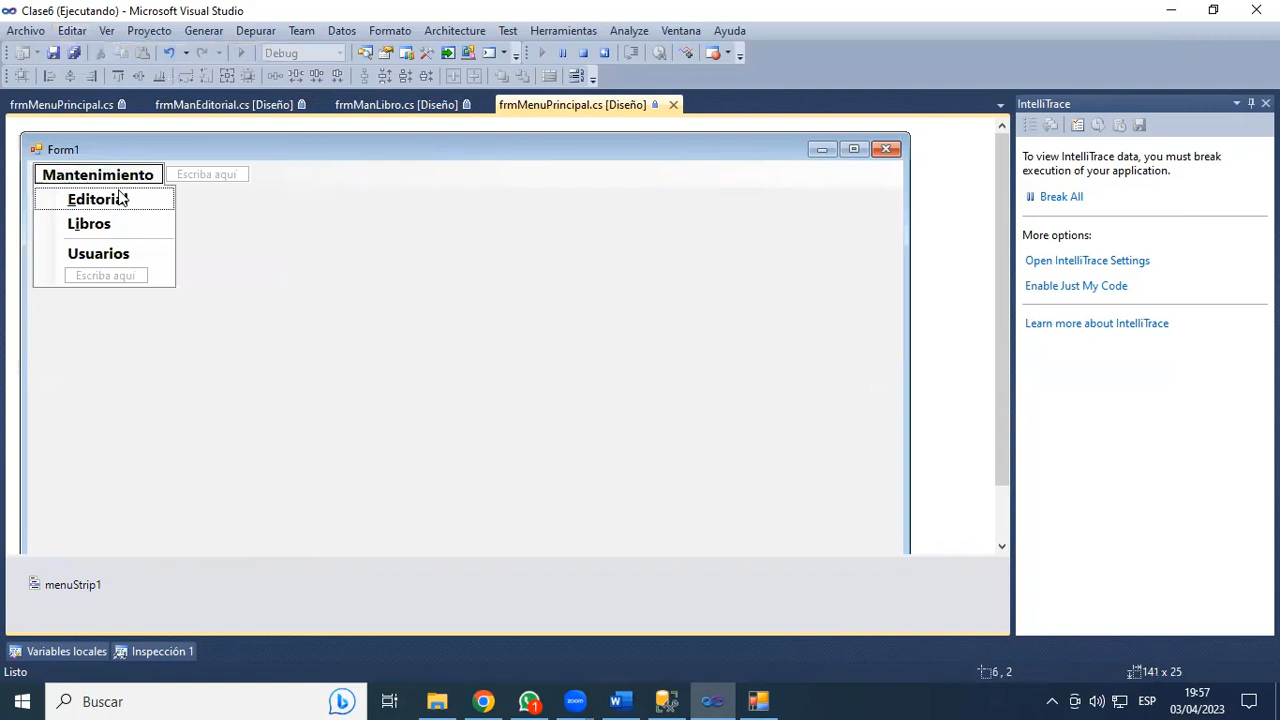 Clase6 (Ejecutando) - Microsoft Visual Studio
Archivo Editar Ver Proyecto Generar Depurar Team Datos Formato Architecture Test Herramientas Analyze Ventana Ayuda
Debug
frmMenuPrincipal.cs frmManEditorial.cs [Diseño] frmManLibro.cs [Diseño] frmMenuPrincipal.cs [Diseño]
IntelliTrace
Form1
Mantenimiento Escriba aquí
Editorial
Libros
Usuarios
Escriba aquí
To view IntelliTrace data, you must break
execution of your application.
Break All
More options:
Open IntelliTrace Settings
Enable Just My Code
Learn more about IntelliTrace
menuStrip1
Variables locales Inspección 1
Listo 6 , 2 141 x 25
Buscar
1
zoom
ESP
19:57
03/04/2023